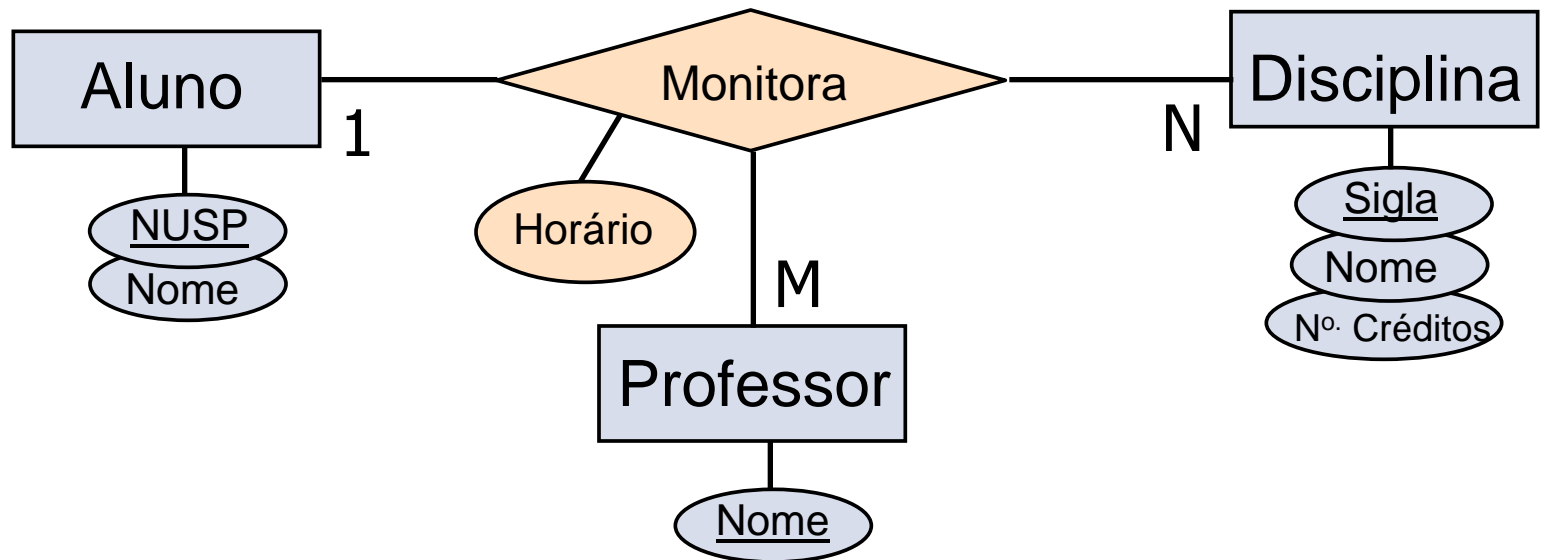 Aluno
Monitora
Disciplina
1
N
NUSP
Nome
Horário
Sigla
Nome
Nº. Créditos
M
Professor
Nome